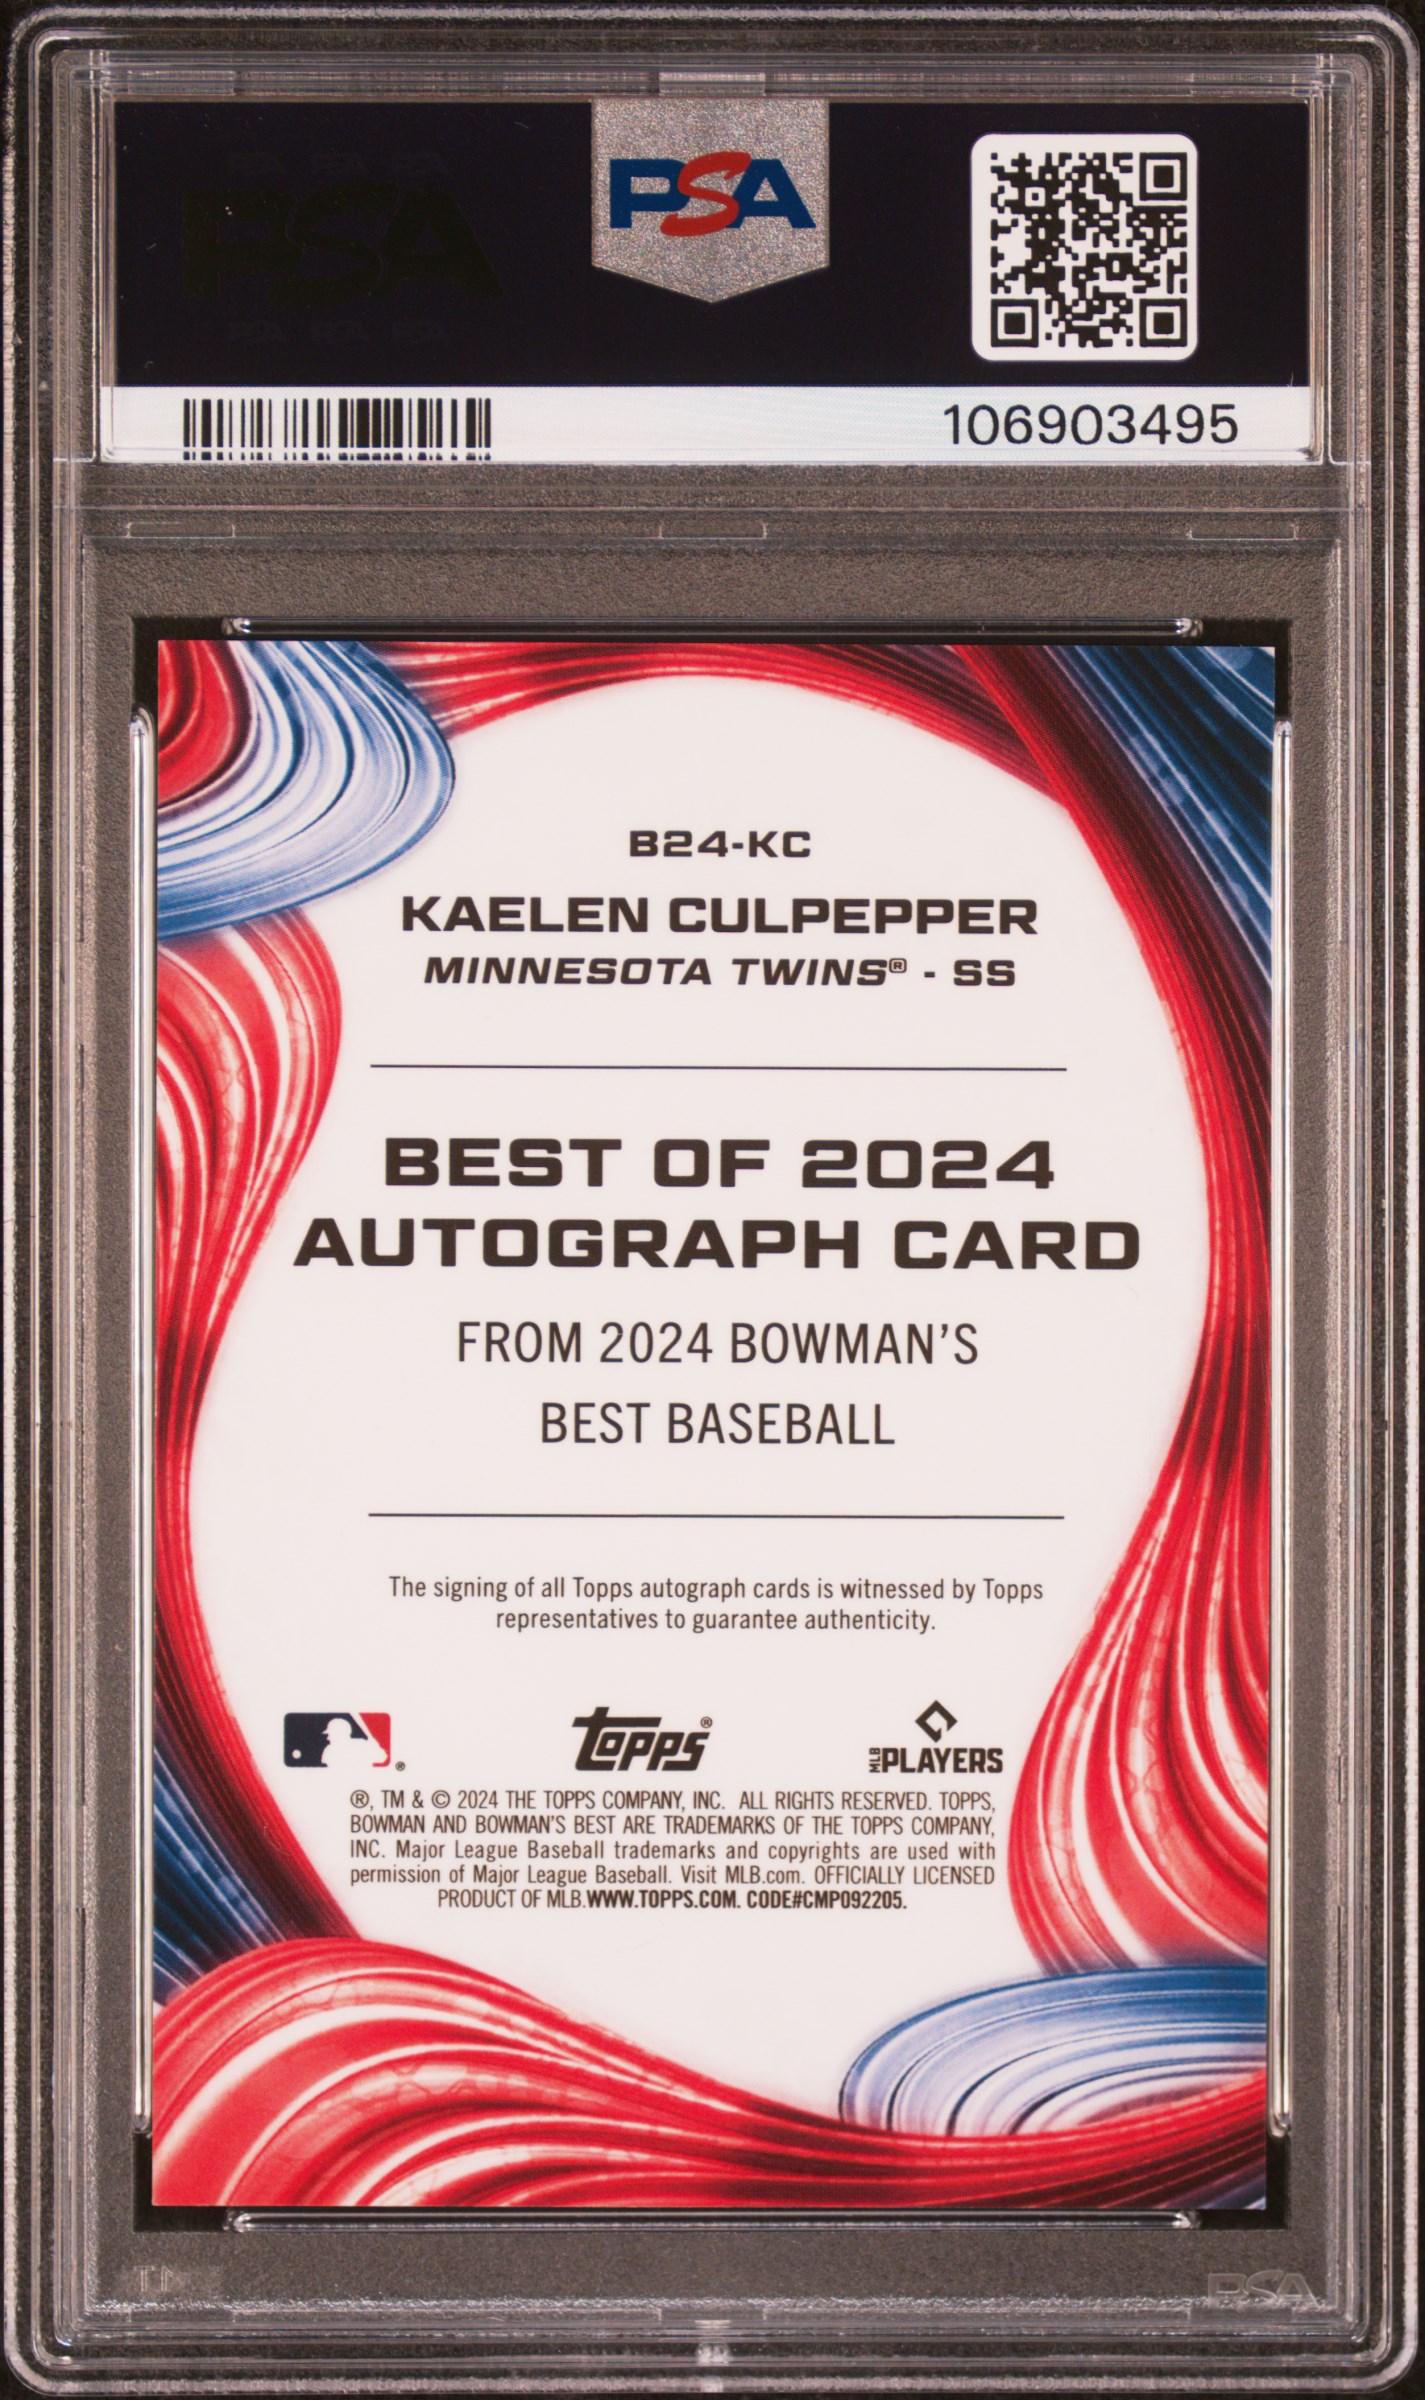 PSA
106903495
B24-KC
KAELEN CULPEPPER
MINNESOTA TWINS® - SS
BEST OF 2024
AUTOGRAPH CARD
FROM 2024 BOWMAN'S
BEST BASEBALL
The signing of all Topps autograph cards is witnessed by Topps
representatives to guarantee authenticity.
®
Topps®
MLB PLAYERS
®, TM & © 2024 THE TOPPS COMPANY, INC. ALL RIGHTS RESERVED. TOPPS,
BOWMAN AND BOWMAN'S BEST ARE TRADEMARKS OF THE TOPPS COMPANY,
INC. Major League Baseball trademarks and copyrights are used with
permission of Major League Baseball. Visit MLB.com. OFFICIALLY LICENSED
PRODUCT OF MLB.WWW.TOPPS.COM. CODE#CMP092205.
PSA